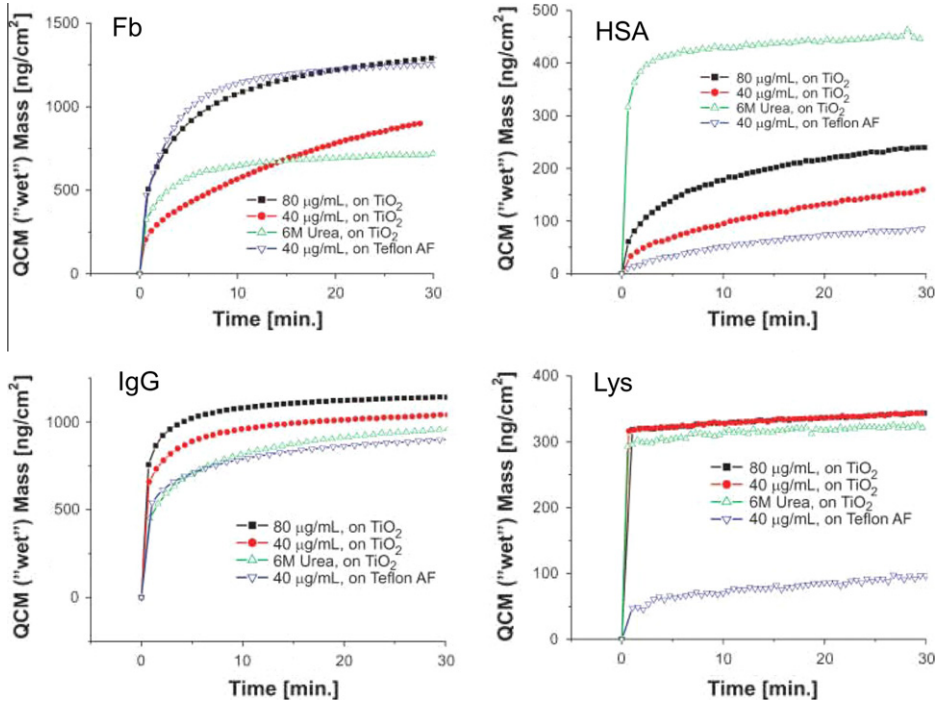 Fb
1500
1000
500
0
QCM ("wet") Mass [ng/cm²]
80 µg/mL, on TiO₂
40 µg/mL, on TiO₂
6M Urea, on TiO₂
40 µg/mL, on Teflon AF
0 10 20 30
Time [min.]
HSA
500
400
300
200
100
0
QCM ("wet") Mass [ng/cm²]
80 µg/mL, on TiO₂
40 µg/mL, on TiO₂
6M Urea, on TiO₂
40 µg/mL, on Teflon AF
0 10 20 30
Time [min.]
IgG
1000
500
0
QCM ("wet") Mass [ng/cm²]
80 µg/mL, on TiO₂
40 µg/mL, on TiO₂
6M Urea, on TiO₂
40 µg/mL, on Teflon AF
0 10 20 30
Time [min.]
Lys
400
300
200
100
0
QCM ("wet") Mass [ng/cm²]
80 µg/mL, on TiO₂
40 µg/mL, on TiO₂
6M Urea, on TiO₂
40 µg/mL, on Teflon AF
0 10 20 30
Time [min.]